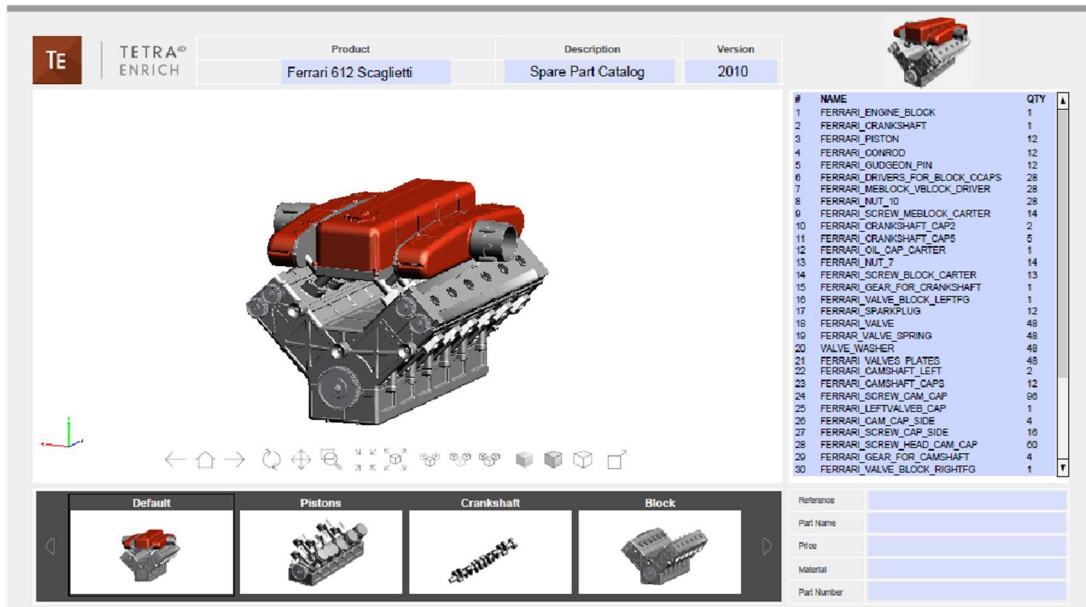 TE
TETRA4D
ENRICH
Product Description Version
Ferrari 612 Scaglietti Spare Part Catalog 2010
# NAME QTY
1 FERRARI_ENGINE_BLOCK 1
2 FERRARI_CRANKSHAFT 1
3 FERRARI_PISTON 12
4 FERRARI_CONROD 12
5 FERRARI_GUDGEON_PIN 12
6 FERRARI_DRIVERS_FOR_BLOCK_CCAPS 28
7 FERRARI_MEBLOCK_VBLOCK_DRIVER 28
8 FERRARI_NUT_10 28
9 FERRARI_SCREW_MEBLOCK_CARTER 14
10 FERRARI_CRANKSHAFT_CAP2 2
11 FERRARI_CRANKSHAFT_CAP5 5
12 FERRARI_OIL_CAP_CARTER 1
13 FERRARI_NUT_7 14
14 FERRARI_SCREW_BLOCK_CARTER 13
15 FERRARI_GEAR_FOR_CRANKSHAFT 1
16 FERRARI_VALVE_BLOCK_LEFTFG 1
17 FERRARI_SPARKPLUG 12
18 FERRARI_VALVE 48
19 FERRAR_VALVE_SPRING 48
20 VALVE_WASHER 48
21 FERRARI_VALVES_PLATES 48
22 FERRARI_CAMSHAFT_LEFT 2
23 FERRARI_CAMSHAFT_CAPS 12
24 FERRARI_SCREW_CAM_CAP 96
25 FERRARI_LEFTVALVEB_CAP 1
26 FERRARI_CAM_CAP_SIDE 4
27 FERRARI_SCREW_CAP_SIDE 16
28 FERRARI_SCREW_HEAD_CAM_CAP 60
29 FERRARI_GEAR_FOR_CAMSHAFT 4
30 FERRARI_VALVE_BLOCK_RIGHTFG 1
Default Pistons Crankshaft Block
Reference
Part Name
Price
Material
Part Number